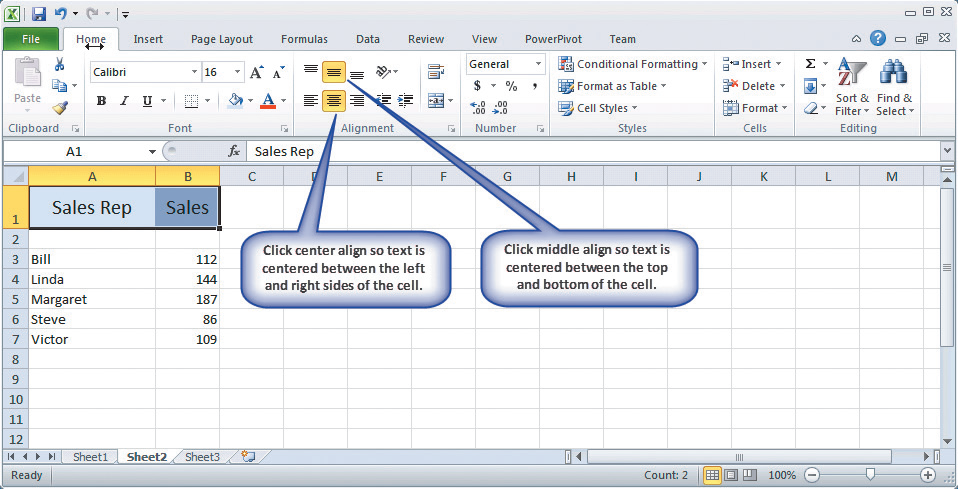 File Home Insert Page Layout Formulas Data Review View PowerPivot Team
Calibri 16 A A General Conditional Formatting Insert Σ
Paste Format as Table Delete Sort & Find &
B I U A $ % , Cell Styles Format Filter Select
Clipboard Font Alignment Number Styles Cells Editing
A1 fx Sales Rep
A B C D E F G H I J K L M
1 Sales Rep Sales
2
3 Bill 112
4 Linda 144
5 Margaret 187
6 Steve 86
7 Victor 109
8
9
10
11
12
Click center align so text is
centered between the left
and right sides of the cell.
Click middle align so text is
centered between the top
and bottom of the cell.
Sheet1 Sheet2 Sheet3
Ready Count: 2 100%